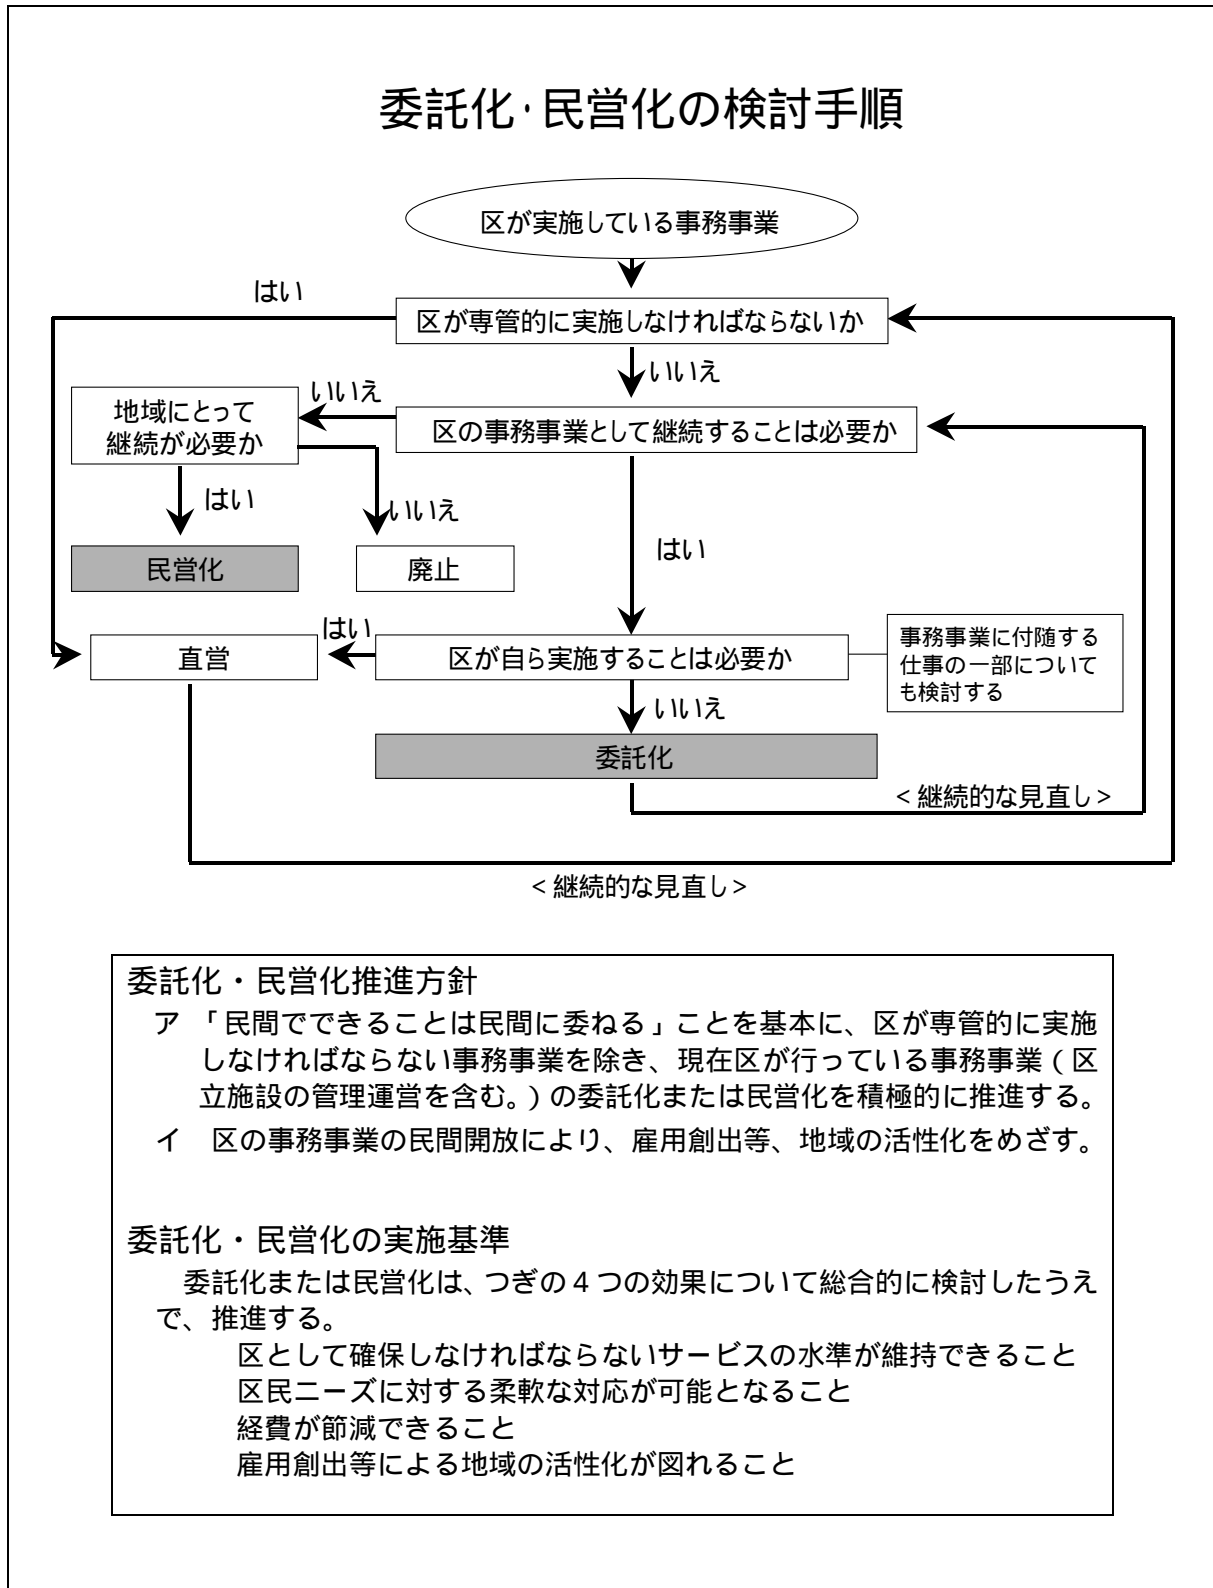 委託化・民営化の検討手順
区が実施している事務事業
はい
区が専管的に実施しなければならないか
いいえ
いいえ
地域にとって
継続が必要か
区の事務事業として継続することは必要か
はい
いいえ
はい
民営化
廃止
はい
直営
区が自ら実施することは必要か
事務事業に付随する
仕事の一部について
も検討する
いいえ
委託化
<継続的な見直し>
<継続的な見直し>
委託化・民営化推進方針
ア 「民間でできることは民間に委ねる」ことを基本に、区が専管的に実施
しなければならない事務事業を除き、現在区が行っている事務事業(区
立施設の管理運営を含む。)の委託化または民営化を積極的に推進する。
イ 区の事務事業の民間開放により、雇用創出等、地域の活性化をめざす。
委託化・民営化の実施基準
委託化または民営化は、つぎの4つの効果について総合的に検討したうえ
で、推進する。
区として確保しなければならないサービスの水準が維持できること
区民ニーズに対する柔軟な対応が可能となること
経費が節減できること
雇用創出等による地域の活性化が図れること